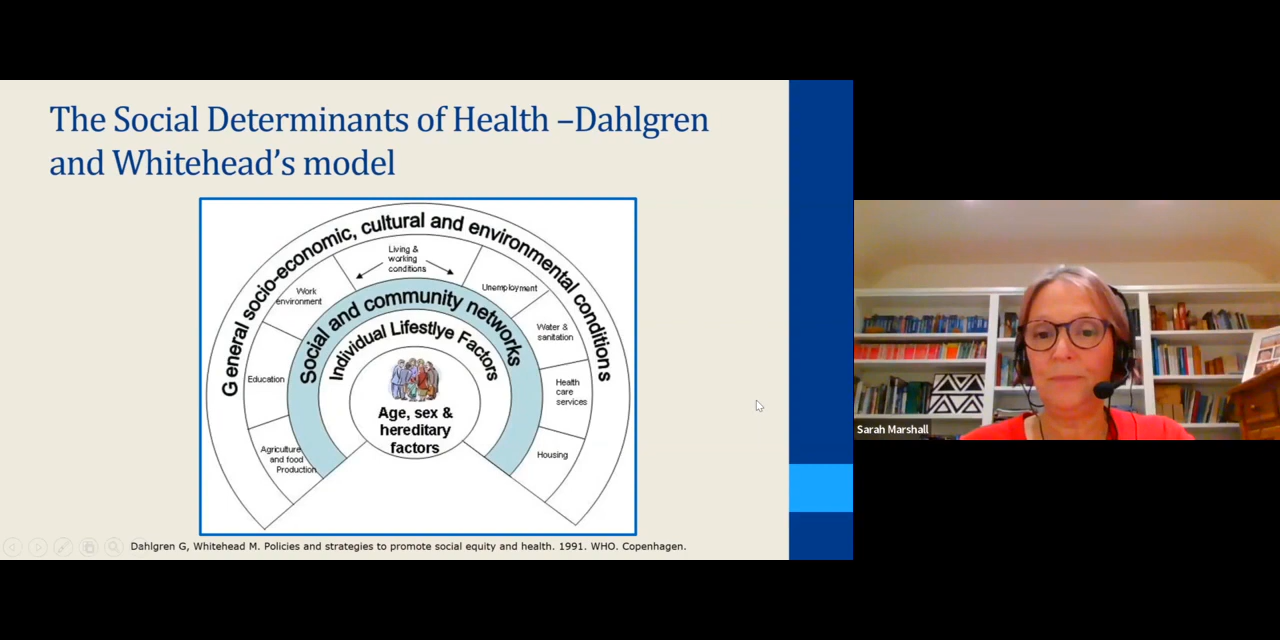 The Social Determinants of Health –Dahlgren
and Whitehead's model
General socio-economic, cultural and environmental conditions
Living &
working
conditions
Work
environment
Unemployment
Social and community networks
Water &
sanitation
Individual Lifestlye Factors
Education
Health
care
services
Age, sex &
hereditary
factors
Agriculture
and food
Production
Housing
Dahlgren G, Whitehead M. Policies and strategies to promote social equity and health. 1991. WHO. Copenhagen.
Sarah Marshall